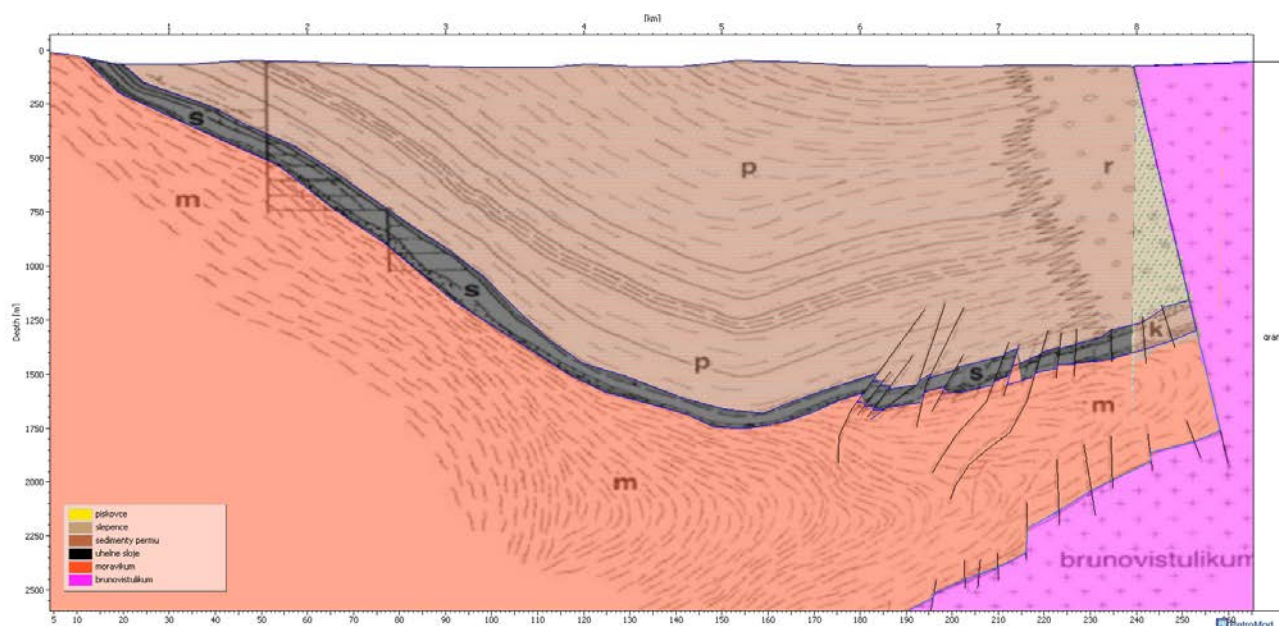 [km]
1 2 3 4 5 6 7 8
Depth [m]
0
250
500
750
1000
1250
1500
1750
2000
2250
2500
s
m
p
r
s
p
k
s
m
m
brunovistulikum
piskovce
slepence
sedimenty permu
uhelne sloje
moravikum
brunovistulikum
5 10 20 30 40 50 60 70 80 90 100 110 120 130 140 150 160 170 180 190 200 210 220 230 240 250